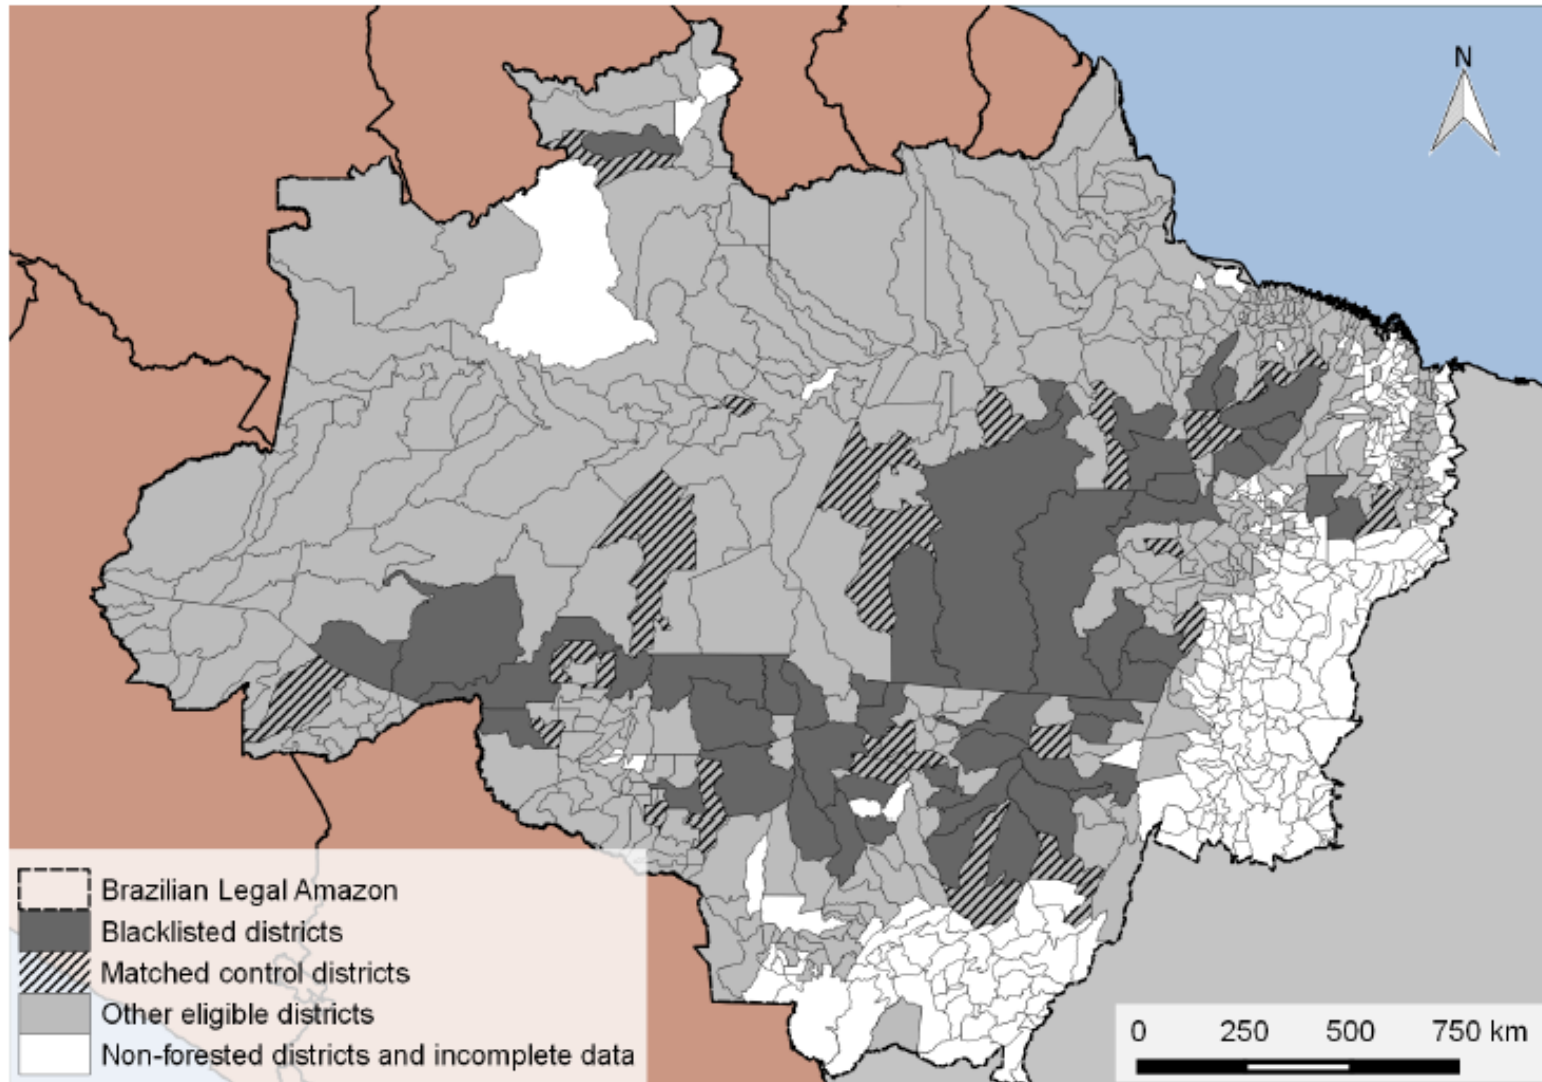 N
Brazilian Legal Amazon
Blacklisted districts
Matched control districts
Other eligible districts
Non-forested districts and incomplete data
0 250 500 750 km